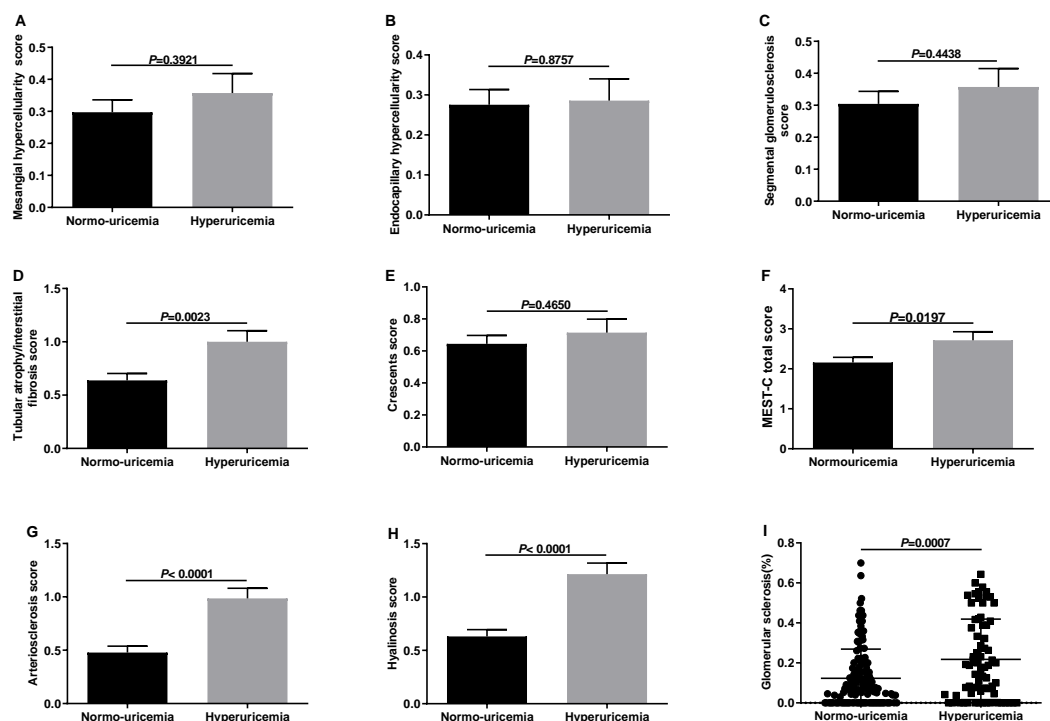 A
Mesangial hypercellularity score
0.5
0.4
0.3
0.2
0.1
0.0
P=0.3921
Normo-uricemia
Hyperuricemia
B
Endocapillary hypercellularity score
0.4
0.3
0.2
0.1
0.0
P=0.8757
Normo-uricemia
Hyperuricemia
C
Segmental glomerulosclerosis
score
0.5
0.4
0.3
0.2
0.1
0.0
P=0.4438
Normo-uricemia
Hyperuricemia
D
Tubular atrophy/interstitial
fibrosis score
1.5
1.0
0.5
0.0
P=0.0023
Normo-uricemia
Hyperuricemia
E
Crescents score
1.0
0.8
0.6
0.4
0.2
0.0
P=0.4650
Normo-uricemia
Hyperuricemia
F
MEST-C total score
4
3
2
1
0
P=0.0197
Normouricemia
Hyperuricemia
G
Arteriosclerosis score
1.5
1.0
0.5
0.0
P< 0.0001
Normo-uricemia
Hyperuricemia
H
Hyalinosis score
1.5
1.0
0.5
0.0
P< 0.0001
Normo-uricemia
Hyperuricemia
I
Glomerular sclerosis(%)
0.8
0.6
0.4
0.2
0.0
P=0.0007
Normo-uricemia
Hyperuricemia